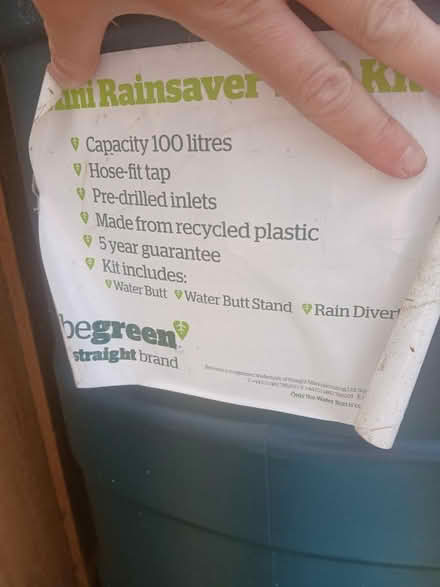 Rainsaver
Capacity 100 litres
Hose-fit tap
Pre-drilled inlets
Made from recycled plastic
5 year guarantee
Kit includes:
Water Butt Water Butt Stand Rain Divert
begreen
straight brand